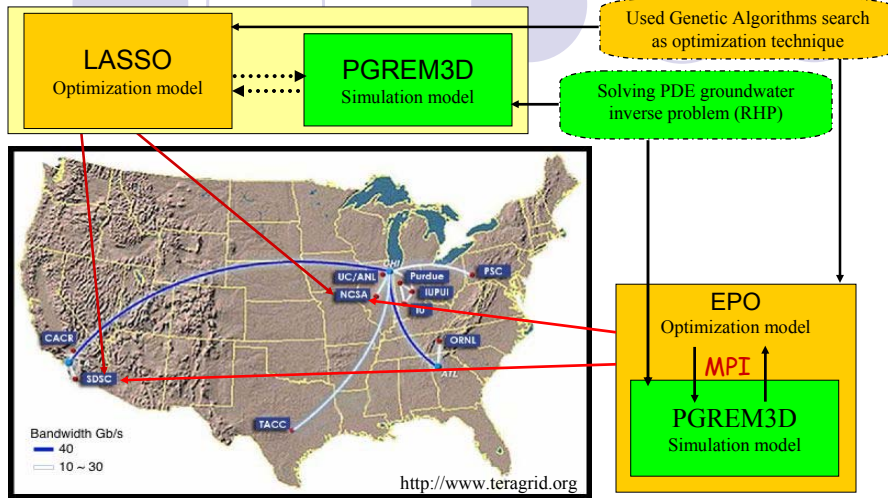 LASSO
Optimization model
PGREM3D
Simulation model
Used Genetic Algorithms search
as optimization technique
Solving PDE groundwater
inverse problem (RHP)
CHI
UC/ANL
Purdue
PSC
NCSA
IUPUI
IU
CACR
ORNL
ATL
SDSC
TACC
Bandwidth Gb/s
40
10 ~ 30
http://www.teragrid.org
EPO
Optimization model
MPI
PGREM3D
Simulation model